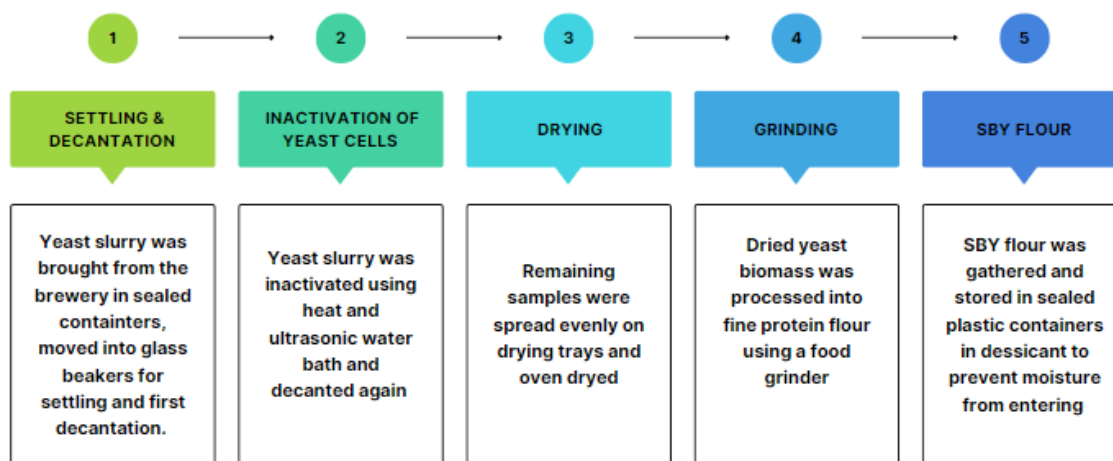 1
2
3
4
5
SETTLING &
DECANTATION
INACTIVATION OF
YEAST CELLS
DRYING
GRINDING
SBY FLOUR
Yeast slurry was
brought from the
brewery in sealed
containters,
moved into glass
beakers for
settling and first
decantation.
Yeast slurry was
inactivated using
heat and
ultrasonic water
bath and
decanted again
Remaining
samples were
spread evenly on
drying trays and
oven dryed
Dried yeast
biomass was
processed into
fine protein flour
using a food
grinder
SBY flour was
gathered and
stored in sealed
plastic containers
in dessicant to
prevent moisture
from entering